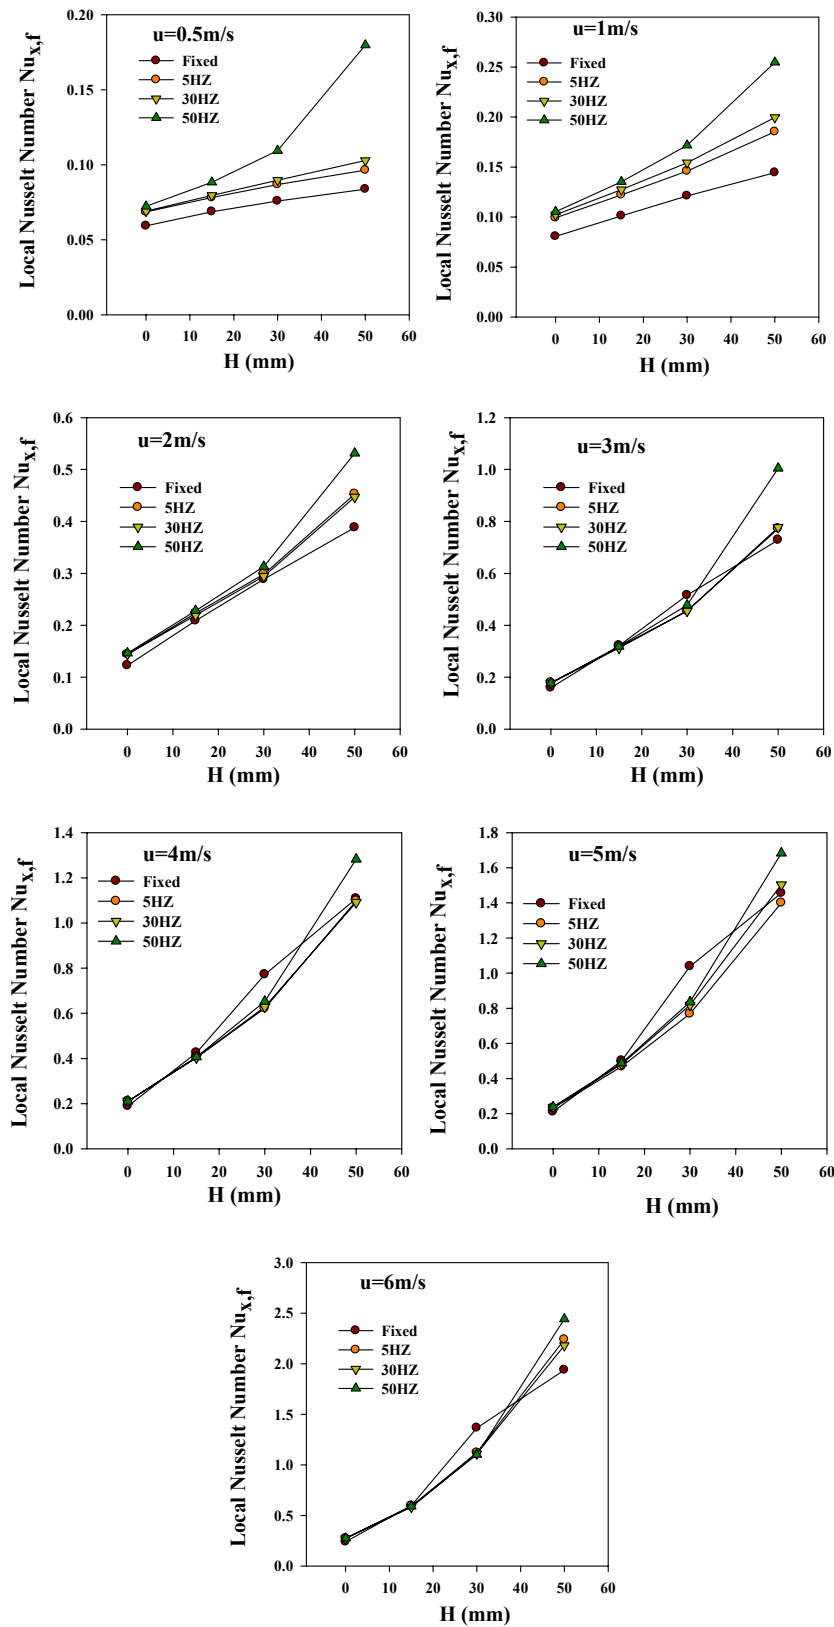 u=0.5m/s
Fixed
5HZ
30HZ
50HZ
Local Nusselt Number Nux,f
0.20
0.15
0.10
0.05
0.00
0 10 20 30 40 50 60
H (mm)
u=1m/s
Fixed
5HZ
30HZ
50HZ
Local Nusselt Number Nux,f
0.30
0.25
0.20
0.15
0.10
0.05
0.00
0 10 20 30 40 50 60
H (mm)
u=2m/s
Fixed
5HZ
30HZ
50HZ
Local Nusselt Number Nux,f
0.6
0.5
0.4
0.3
0.2
0.1
0.0
0 10 20 30 40 50 60
H (mm)
u=3m/s
Fixed
5HZ
30HZ
50HZ
Local Nusselt Number Nux,f
1.2
1.0
0.8
0.6
0.4
0.2
0.0
0 10 20 30 40 50 60
H (mm)
u=4m/s
Fixed
5HZ
30HZ
50HZ
Local Nusselt Number Nux,f
1.4
1.2
1.0
0.8
0.6
0.4
0.2
0.0
0 10 20 30 40 50 60
H (mm)
u=5m/s
Fixed
5HZ
30HZ
50HZ
Local Nusselt Number Nux,f
1.8
1.6
1.4
1.2
1.0
0.8
0.6
0.4
0.2
0.0
0 10 20 30 40 50 60
H (mm)
u=6m/s
Fixed
5HZ
30HZ
50HZ
Local Nusselt Number Nux,f
3.0
2.5
2.0
1.5
1.0
0.5
0.0
0 10 20 30 40 50 60
H (mm)